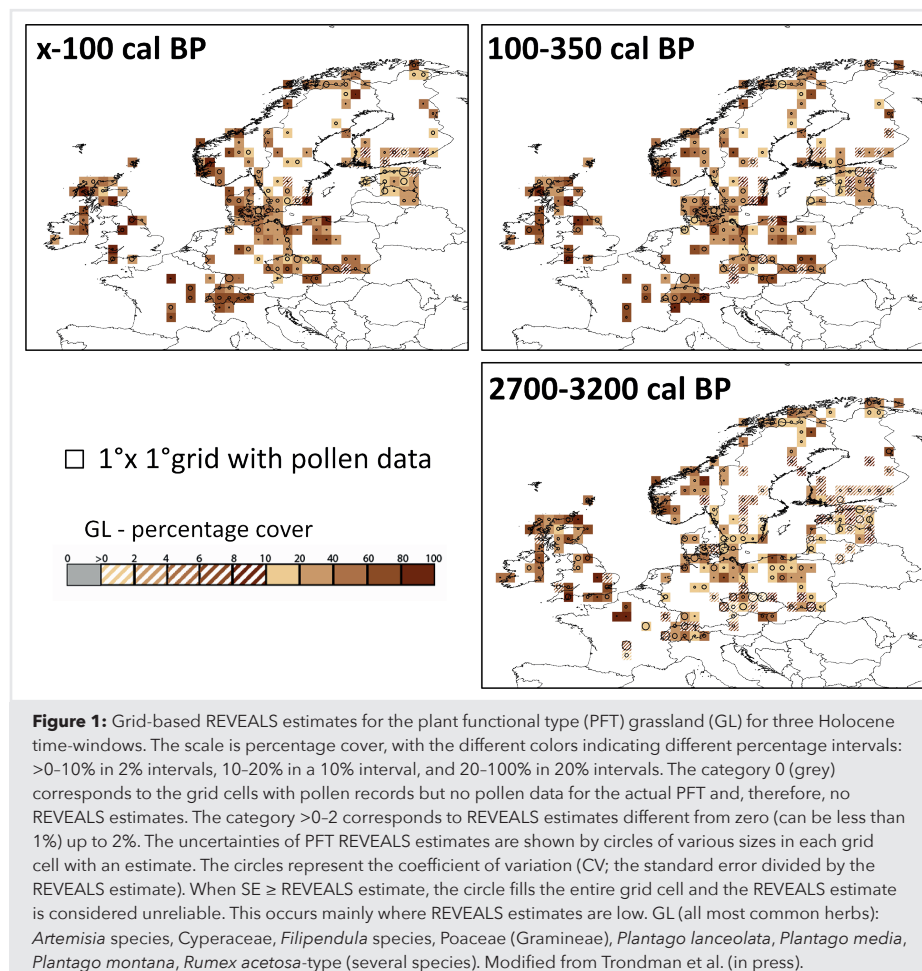 x-100 cal BP
100-350 cal BP
2700-3200 cal BP
1°x 1°grid with pollen data
GL - percentage cover
0 >0 2 4 6 8 10 20 40 60 80 100
Figure 1: Grid-based REVEALS estimates for the plant functional type (PFT) grassland (GL) for three Holocene
time-windows. The scale is percentage cover, with the different colors indicating different percentage intervals:
>0–10% in 2% intervals, 10–20% in a 10% interval, and 20–100% in 20% intervals. The category 0 (grey)
corresponds to the grid cells with pollen records but no pollen data for the actual PFT and, therefore, no
REVEALS estimates. The category >0–2 corresponds to REVEALS estimates different from zero (can be less than
1%) up to 2%. The uncertainties of PFT REVEALS estimates are shown by circles of various sizes in each grid
cell with an estimate. The circles represent the coefficient of variation (CV; the standard error divided by the
REVEALS estimate). When SE ≥ REVEALS estimate, the circle fills the entire grid cell and the REVEALS estimate
is considered unreliable. This occurs mainly where REVEALS estimates are low. GL (all most common herbs):
Artemisia species, Cyperaceae, Filipendula species, Poaceae (Gramineae), Plantago lanceolata, Plantago media,
Plantago montana, Rumex acetosa-type (several species). Modified from Trondman et al. (in press).